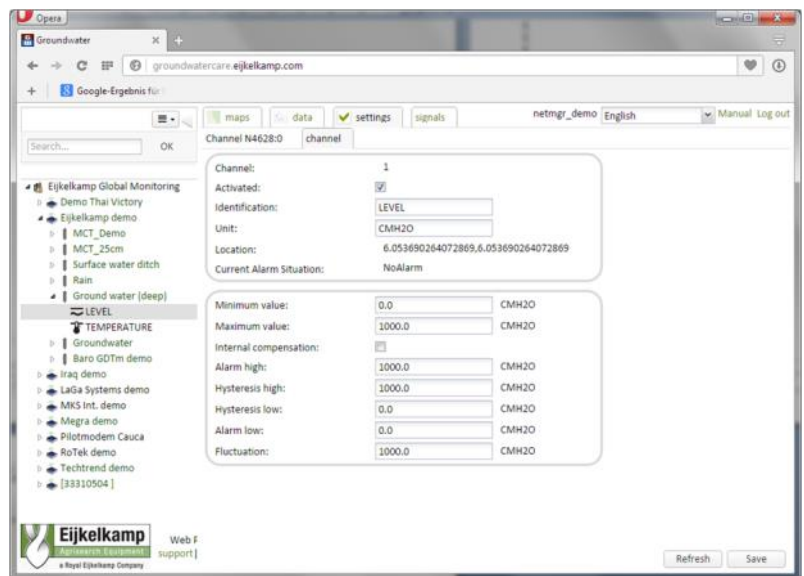 Opera
Groundwater
groundwatercare.eijkelkamp.com
Google-Ergebnis für
maps data settings signals netmgr_demo English Manual Log out
Search... OK
Channel N4628:0 channel
Channel: 1
Activated:
Identification: LEVEL
Unit: CMH2O
Location: 6.053690264072869,6.053690264072869
Current Alarm Situation: NoAlarm
Minimum value: 0.0 CMH2O
Maximum value: 1000.0 CMH2O
Internal compensation:
Alarm high: 1000.0 CMH2O
Hysteresis high: 1000.0 CMH2O
Hysteresis low: 0.0 CMH2O
Alarm low: 0.0 CMH2O
Fluctuation: 1000.0 CMH2O
Eijkelkamp Global Monitoring
Demo Thai Victory
Eijkelkamp demo
MCT_Demo
MCT_25cm
Surface water ditch
Rain
Ground water (deep)
LEVEL
TEMPERATURE
Groundwater
Baro GDTm demo
Iraq demo
LaGa Systems demo
MKS Int. demo
Megra demo
Pilotmodem Cauca
RoTek demo
Techtrend demo
[33310504 ]
Eijkelkamp
Agrisearch Equipment
a Royal Eijkelkamp Company
Web
support
Refresh Save